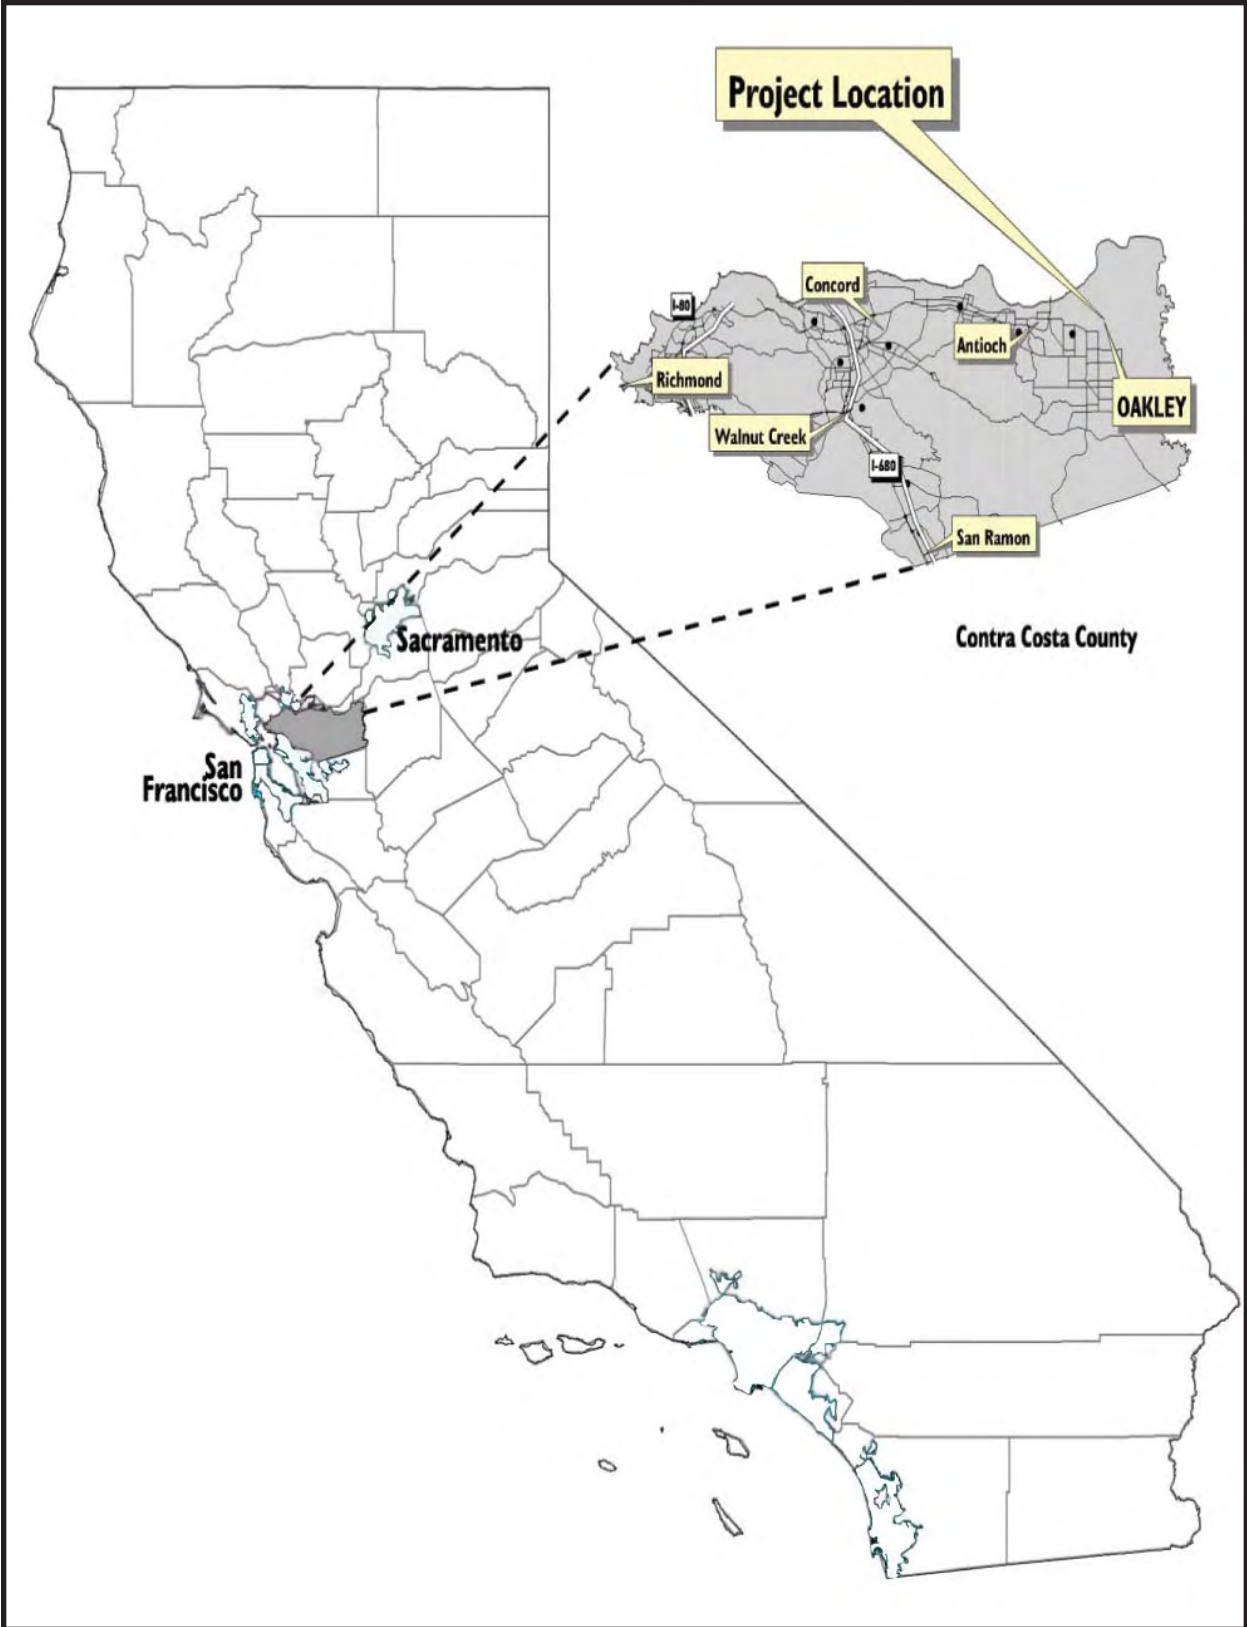 Project Location
Concord
I-80
Antioch
Richmond
OAKLEY
Walnut Creek
I-680
San Ramon
Contra Costa County
Sacramento
San
Francisco